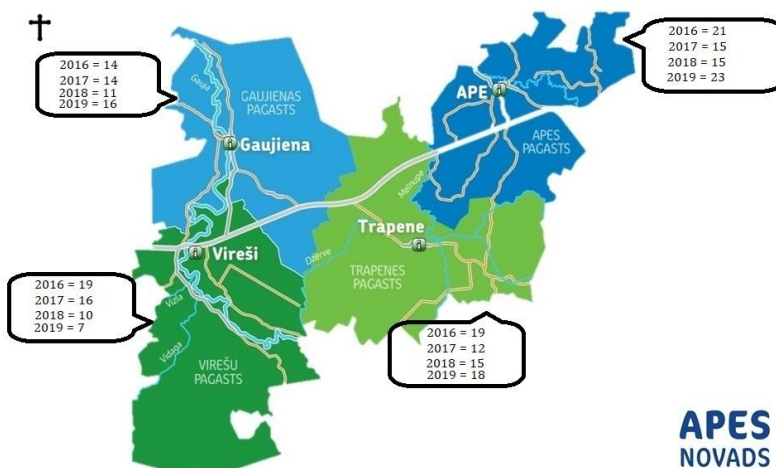 2016 = 14
2017 = 14
2018 = 11
2019 = 16
2016 = 21
2017 = 15
2018 = 15
2019 = 23
Gauja
GAUJIENAS
PAGASTS
Gaujiena
APE
APES
PAGASTS
Melnupe
Trapene
TRAPENES
PAGASTS
Dzērve
Vireši
2016 = 19
2017 = 16
2018 = 10
2019 = 7
Vizla
Vidaga
VIREŠU
PAGASTS
2016 = 19
2017 = 12
2018 = 15
2019 = 18
APES
NOVADS